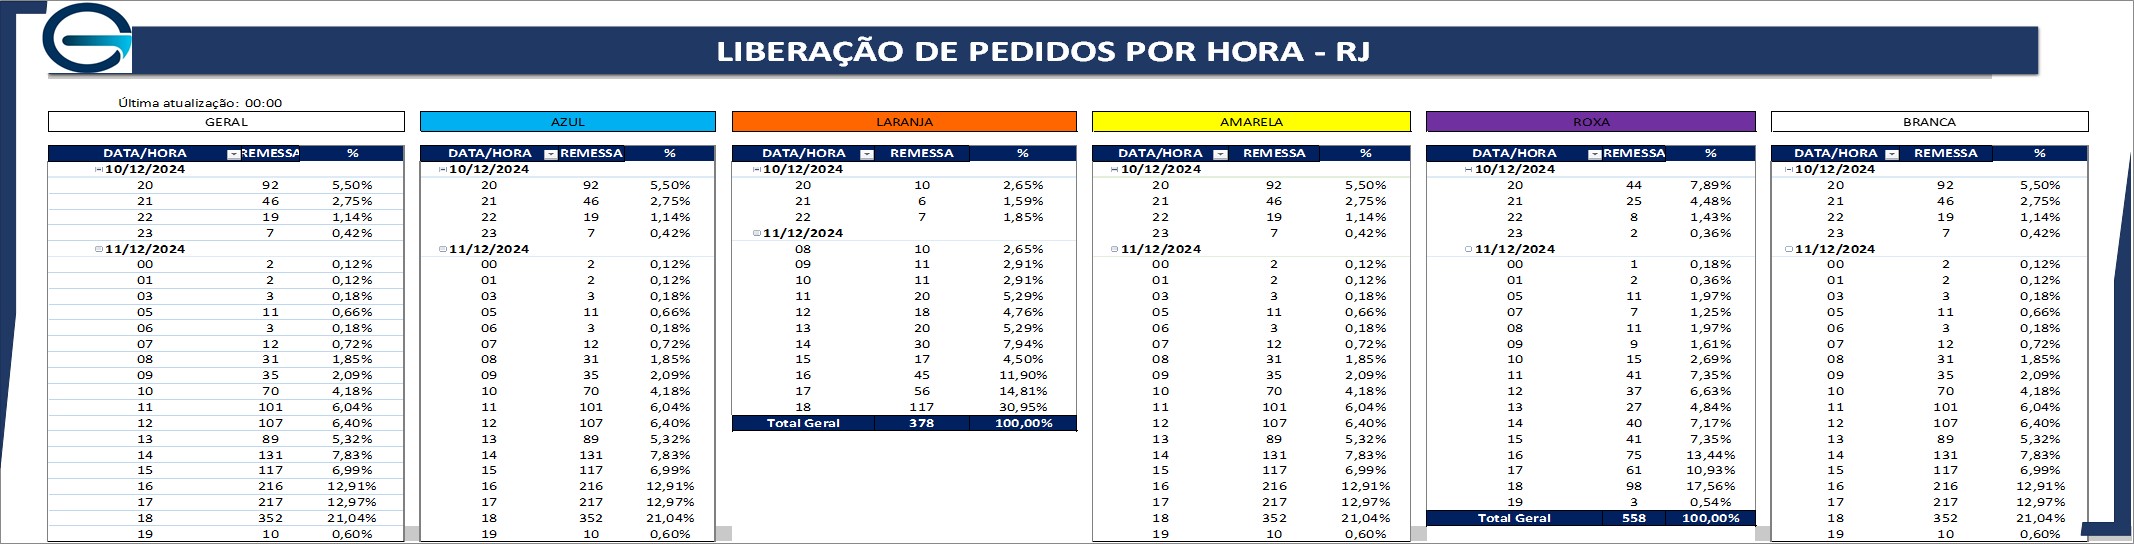 LIBERAÇÃO DE PEDIDOS POR HORA - RJ
Última atualização: 00:00
GERAL AZUL LARANJA AMARELA ROXA BRANCA
DATA/HORA REMESSA % DATA/HORA REMESSA % DATA/HORA REMESSA % DATA/HORA REMESSA % DATA/HORA REMESSA % DATA/HORA REMESSA %
10/12/2024 10/12/2024 10/12/2024 10/12/2024 10/12/2024 10/12/2024
20 92 5,50% 20 92 5,50% 20 10 2,65% 20 92 5,50% 20 44 7,89% 20 92 5,50%
21 46 2,75% 21 46 2,75% 21 6 1,59% 21 46 2,75% 21 25 4,48% 21 46 2,75%
22 19 1,14% 22 19 1,14% 22 7 1,85% 22 19 1,14% 22 8 1,43% 22 19 1,14%
23 7 0,42% 23 7 0,42% 11/12/2024 23 7 0,42% 23 2 0,36% 23 7 0,42%
11/12/2024 11/12/2024 08 10 2,65% 11/12/2024 11/12/2024 11/12/2024
00 2 0,12% 00 2 0,12% 09 11 2,91% 00 2 0,12% 00 1 0,18% 00 2 0,12%
01 2 0,12% 01 2 0,12% 10 11 2,91% 01 2 0,12% 01 2 0,36% 01 2 0,12%
03 3 0,18% 03 3 0,18% 11 20 5,29% 03 3 0,18% 05 11 1,97% 03 3 0,18%
05 11 0,66% 05 11 0,66% 12 18 4,76% 05 11 0,66% 07 7 1,25% 05 11 0,66%
06 3 0,18% 06 3 0,18% 13 20 5,29% 06 3 0,18% 08 11 1,97% 06 3 0,18%
07 12 0,72% 07 12 0,72% 14 30 7,94% 07 12 0,72% 09 9 1,61% 07 12 0,72%
08 31 1,85% 08 31 1,85% 15 17 4,50% 08 31 1,85% 10 15 2,69% 08 31 1,85%
09 35 2,09% 09 35 2,09% 16 45 11,90% 09 35 2,09% 11 41 7,35% 09 35 2,09%
10 70 4,18% 10 70 4,18% 17 56 14,81% 10 70 4,18% 12 37 6,63% 10 70 4,18%
11 101 6,04% 11 101 6,04% 18 117 30,95% 11 101 6,04% 13 27 4,84% 11 101 6,04%
12 107 6,40% 12 107 6,40% Total Geral 378 100,00% 12 107 6,40% 14 40 7,17% 12 107 6,40%
13 89 5,32% 13 89 5,32% 13 89 5,32% 15 41 7,35% 13 89 5,32%
14 131 7,83% 14 131 7,83% 14 131 7,83% 16 75 13,44% 14 131 7,83%
15 117 6,99% 15 117 6,99% 15 117 6,99% 17 61 10,93% 15 117 6,99%
16 216 12,91% 16 216 12,91% 16 216 12,91% 18 98 17,56% 16 216 12,91%
17 217 12,97% 17 217 12,97% 17 217 12,97% 19 3 0,54% 17 217 12,97%
18 352 21,04% 18 352 21,04% 18 352 21,04% Total Geral 558 100,00% 18 352 21,04%
19 10 0,60% 19 10 0,60% 19 10 0,60% 19 10 0,60%